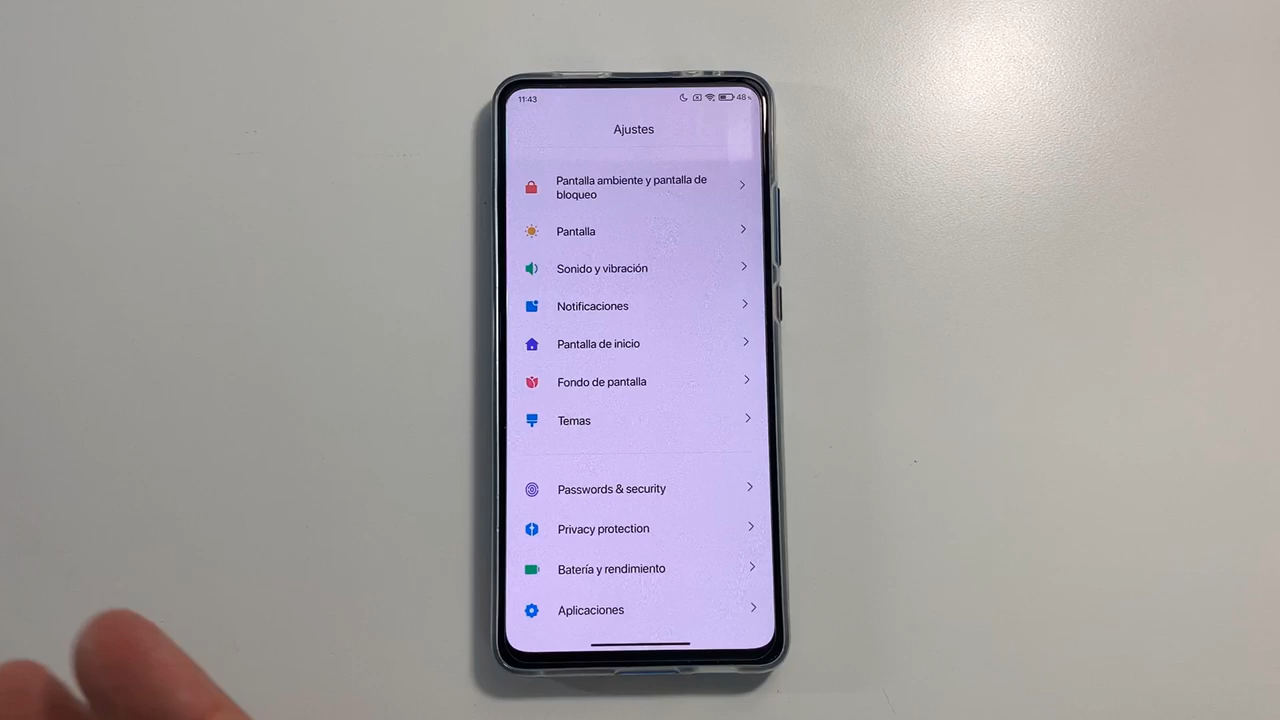 11:43
48%
Ajustes
Pantalla ambiente y pantalla de
bloqueo
Pantalla
Sonido y vibración
Notificaciones
Pantalla de inicio
Fondo de pantalla
Temas
Passwords & security
Privacy protection
Batería y rendimiento
Aplicaciones